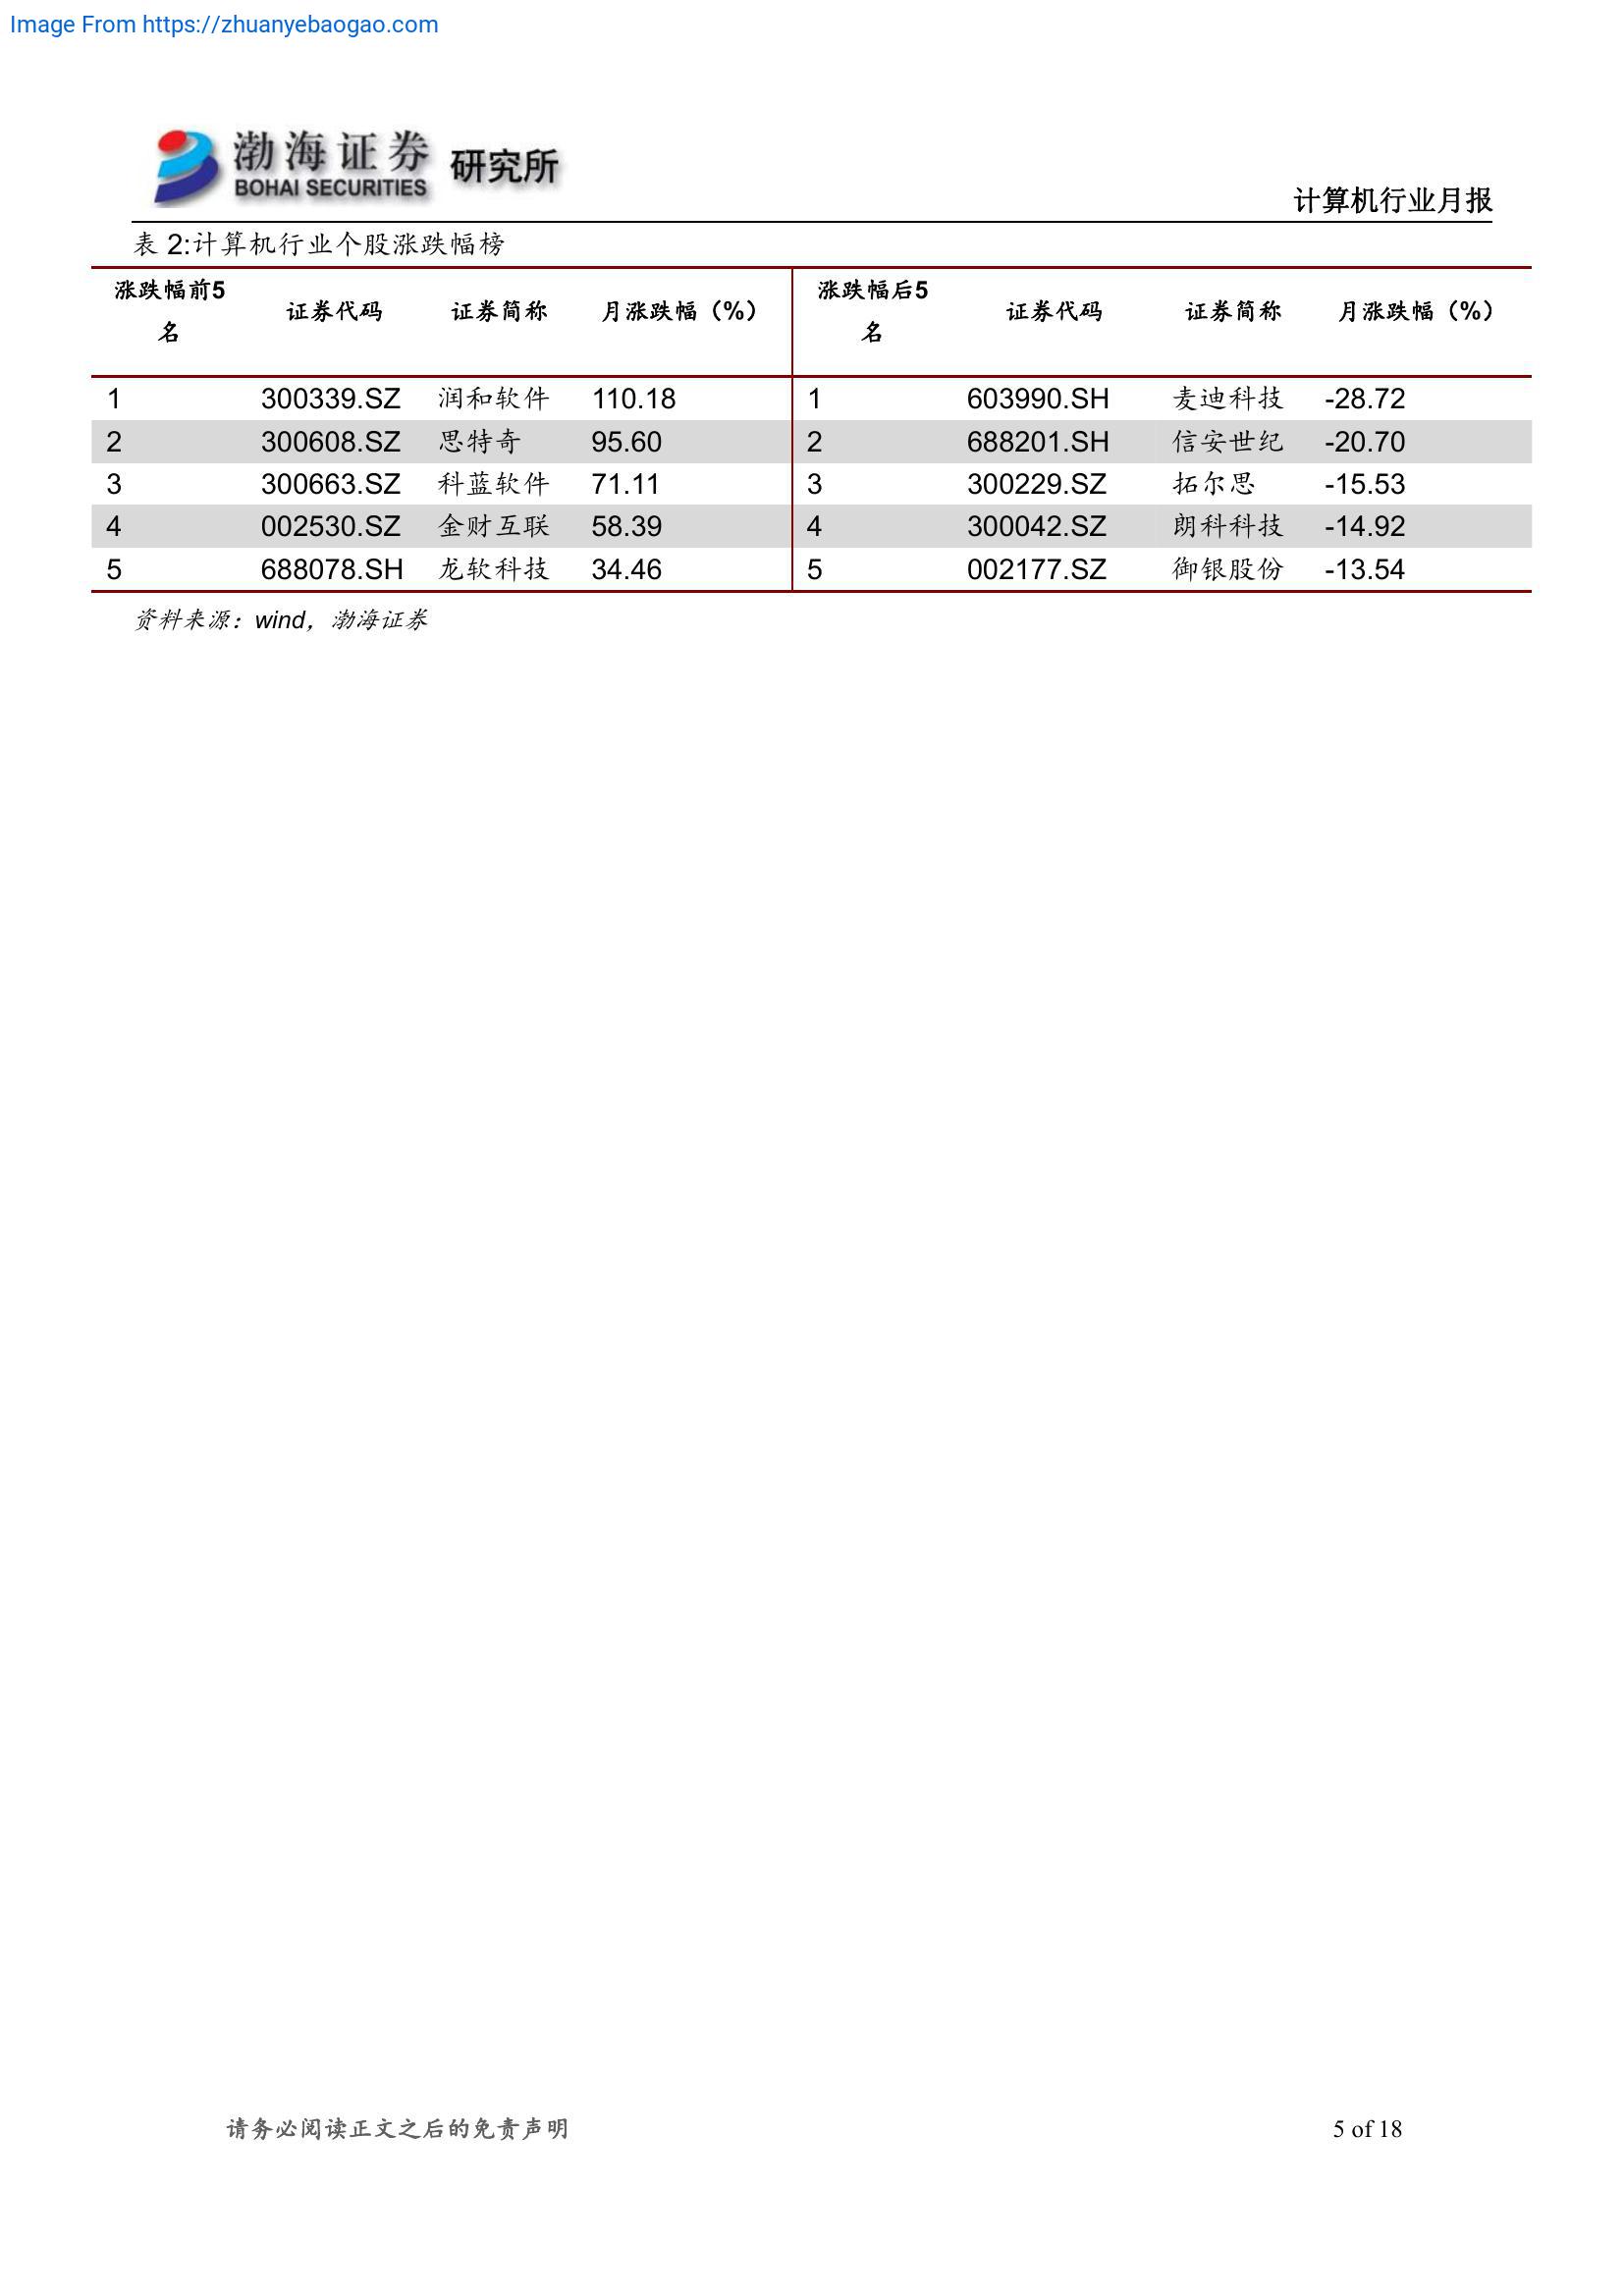 Image From https://zhuanyebaogao.com
渤海证券 研究所
BOHAI SECURITIES
计算机行业月报
表 2:计算机行业个股涨跌幅榜
涨跌幅前5名 证券代码 证券简称 月涨跌幅（%） 涨跌幅后5名 证券代码 证券简称 月涨跌幅（%）
1 300339.SZ 润和软件 110.18 1 603990.SH 麦迪科技 -28.72
2 300608.SZ 思特奇 95.60 2 688201.SH 信安世纪 -20.70
3 300663.SZ 科蓝软件 71.11 3 300229.SZ 拓尔思 -15.53
4 002530.SZ 金财互联 58.39 4 300042.SZ 朗科科技 -14.92
5 688078.SH 龙软科技 34.46 5 002177.SZ 御银股份 -13.54
资料来源：wind，渤海证券
请务必阅读正文之后的免责声明 5 of 18